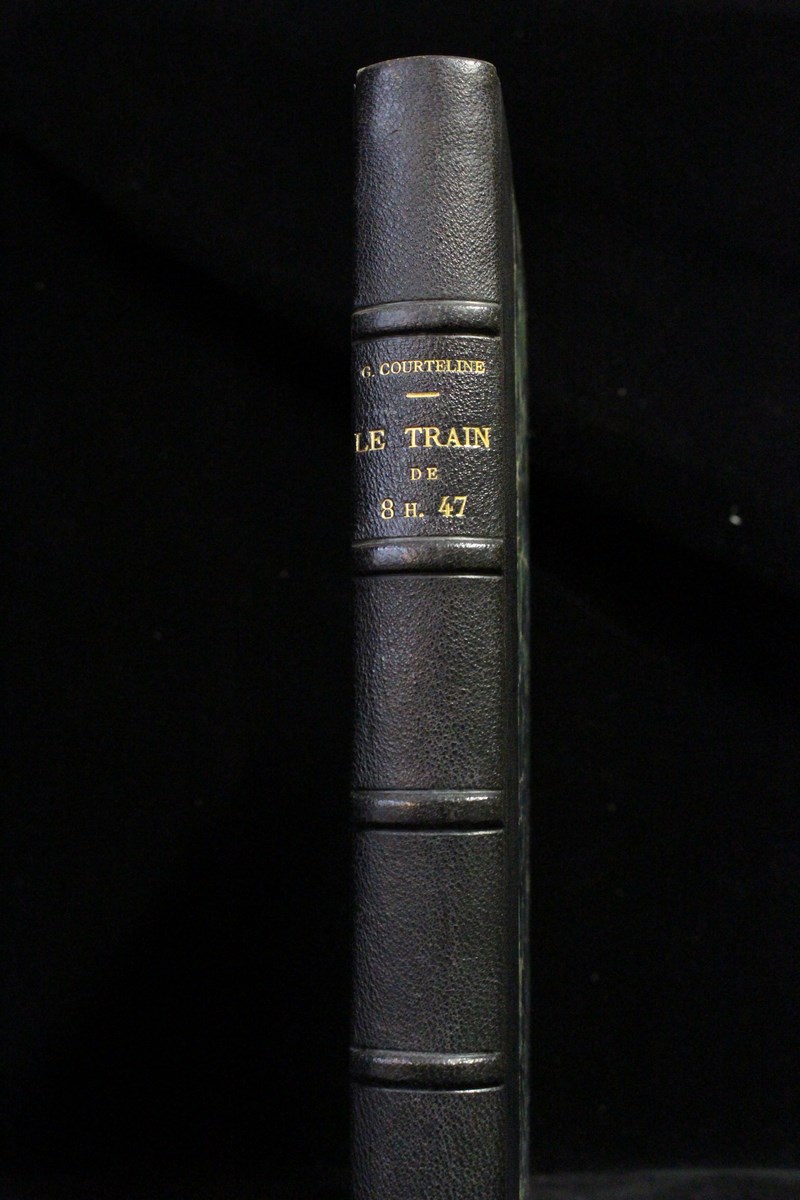 G. COURTELINE
LE TRAIN
DE
8 H. 47